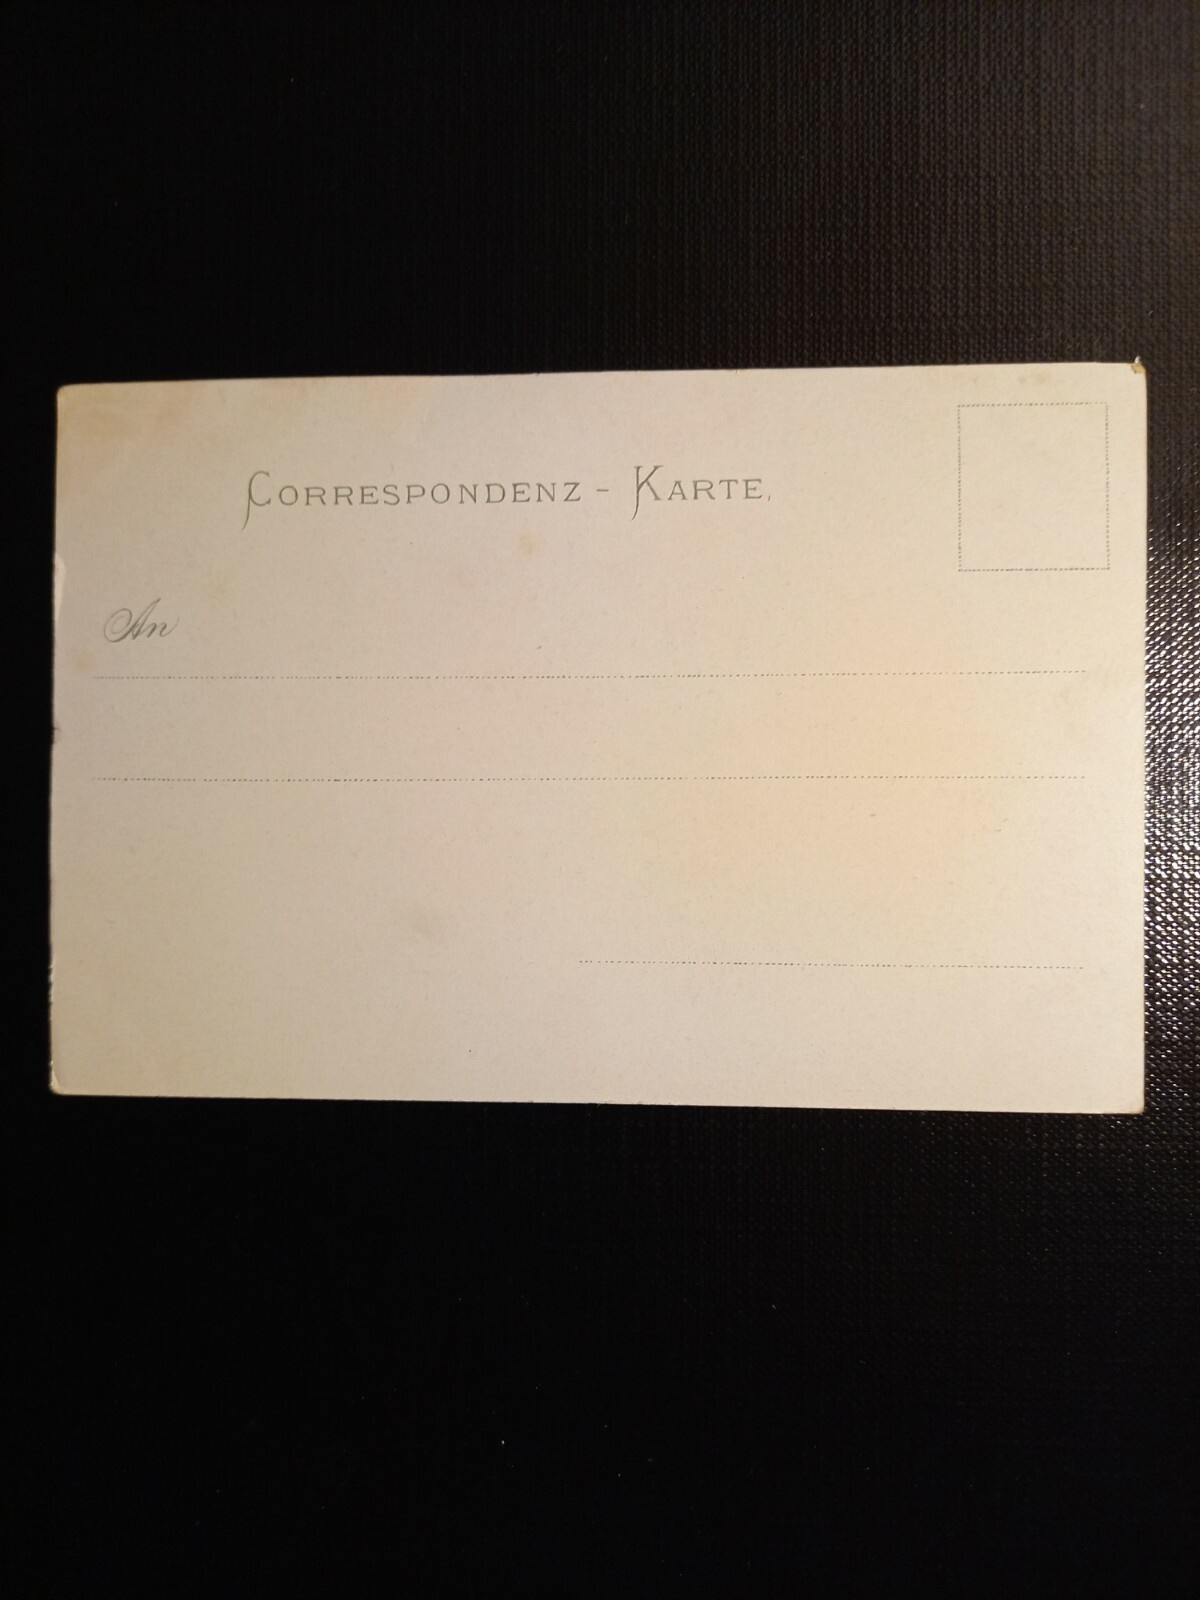 CORRESPONDENZ - KARTE,
An